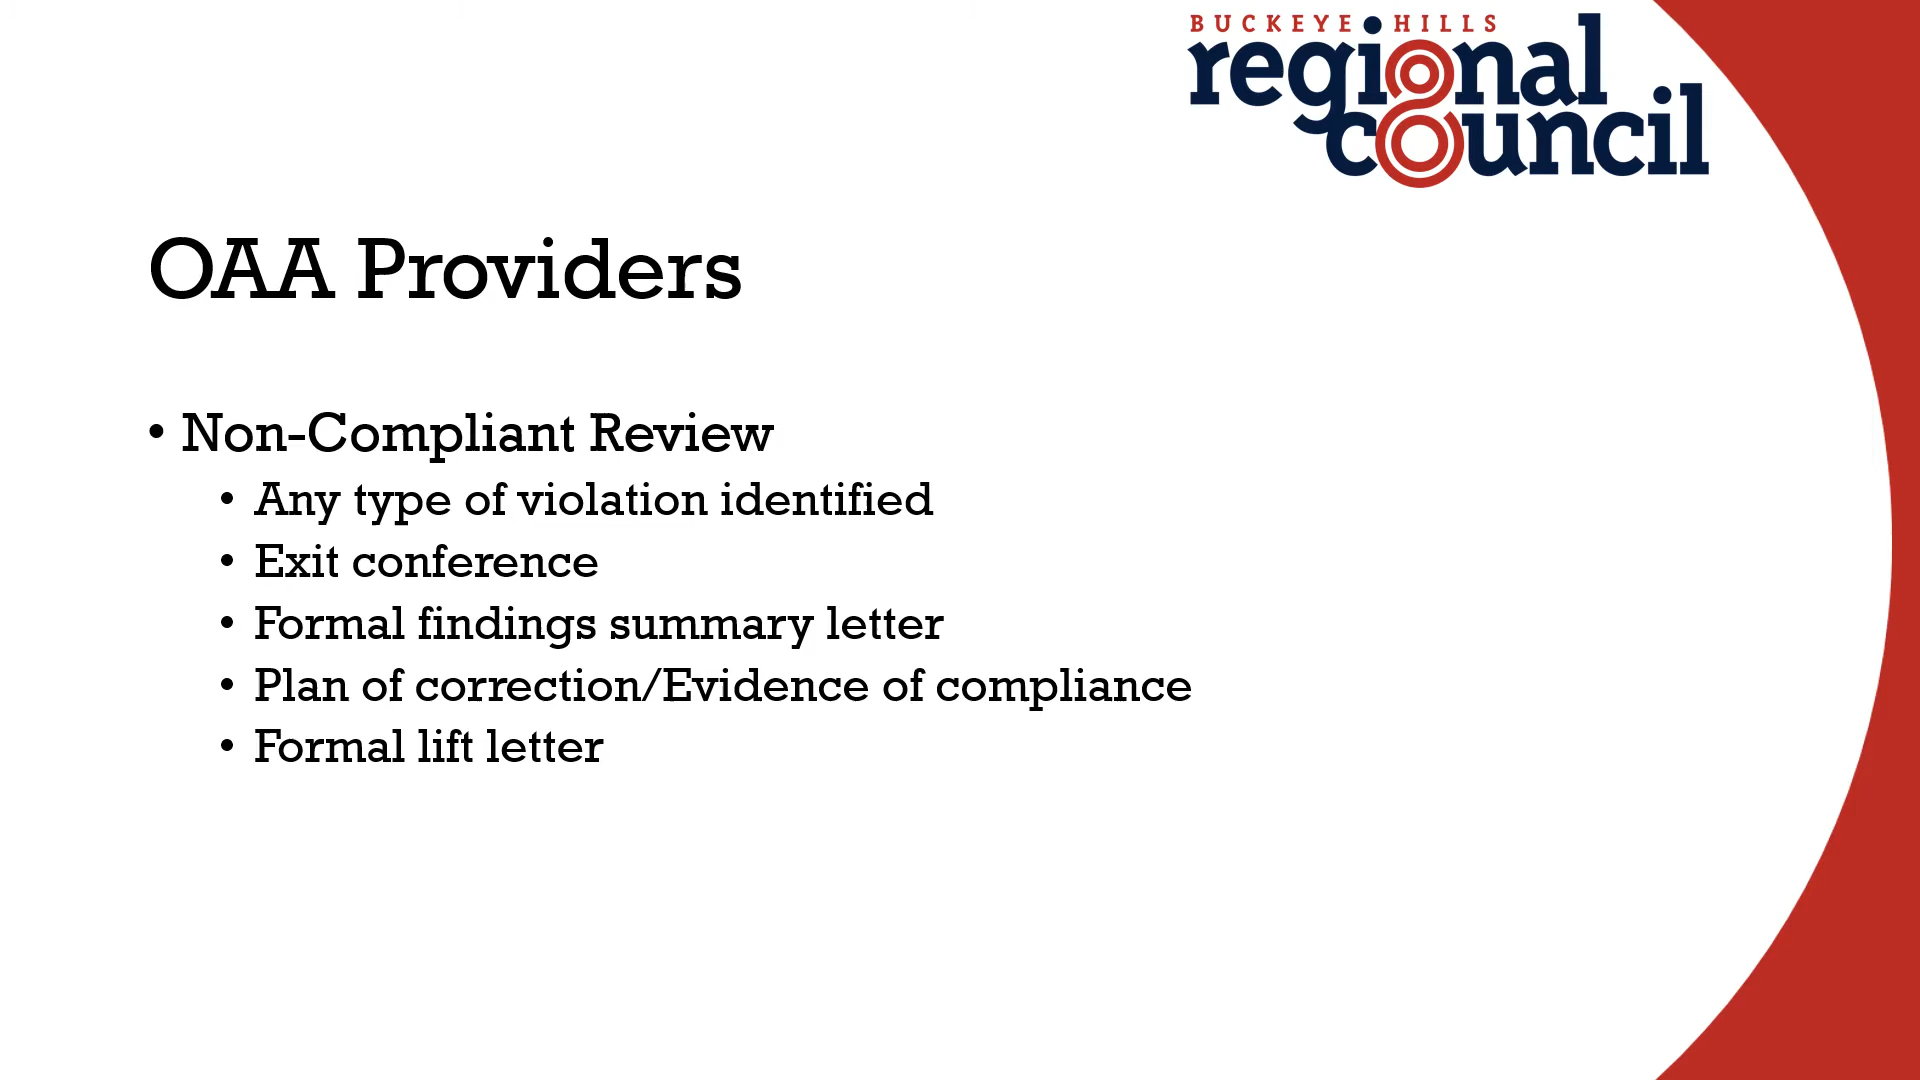 BUCKEYE HILLS
regional
council
OAA Providers
• Non-Compliant Review
• Any type of violation identified
• Exit conference
• Formal findings summary letter
• Plan of correction/Evidence of compliance
• Formal lift letter